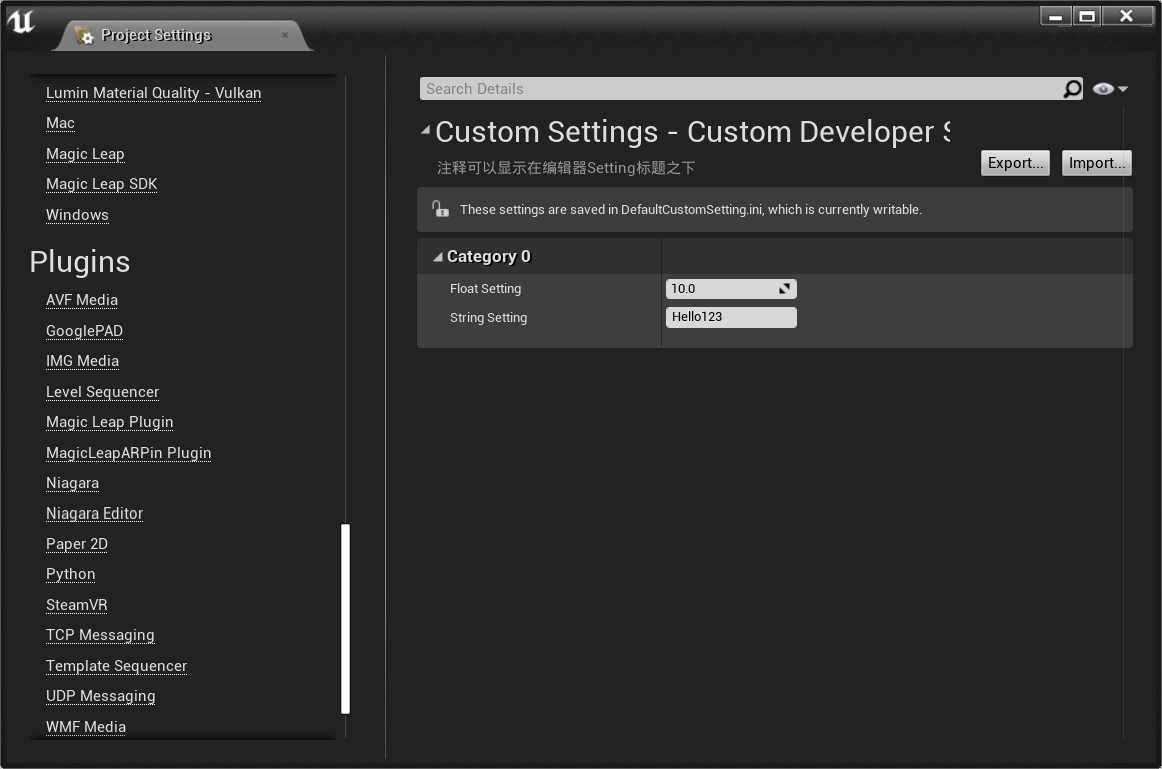 Project Settings
Lumin Material Quality - Vulkan
Mac
Magic Leap
Magic Leap SDK
Windows
Plugins
AVF Media
GooglePAD
IMG Media
Level Sequencer
Magic Leap Plugin
MagicLeapARPin Plugin
Niagara
Niagara Editor
Paper 2D
Python
SteamVR
TCP Messaging
Template Sequencer
UDP Messaging
WMF Media
Search Details
Custom Settings - Custom Developer S
注释可以显示在编辑器Setting标题之下
Export... Import...
These settings are saved in DefaultCustomSetting.ini, which is currently writable.
Category 0
Float Setting 10.0
String Setting Hello123